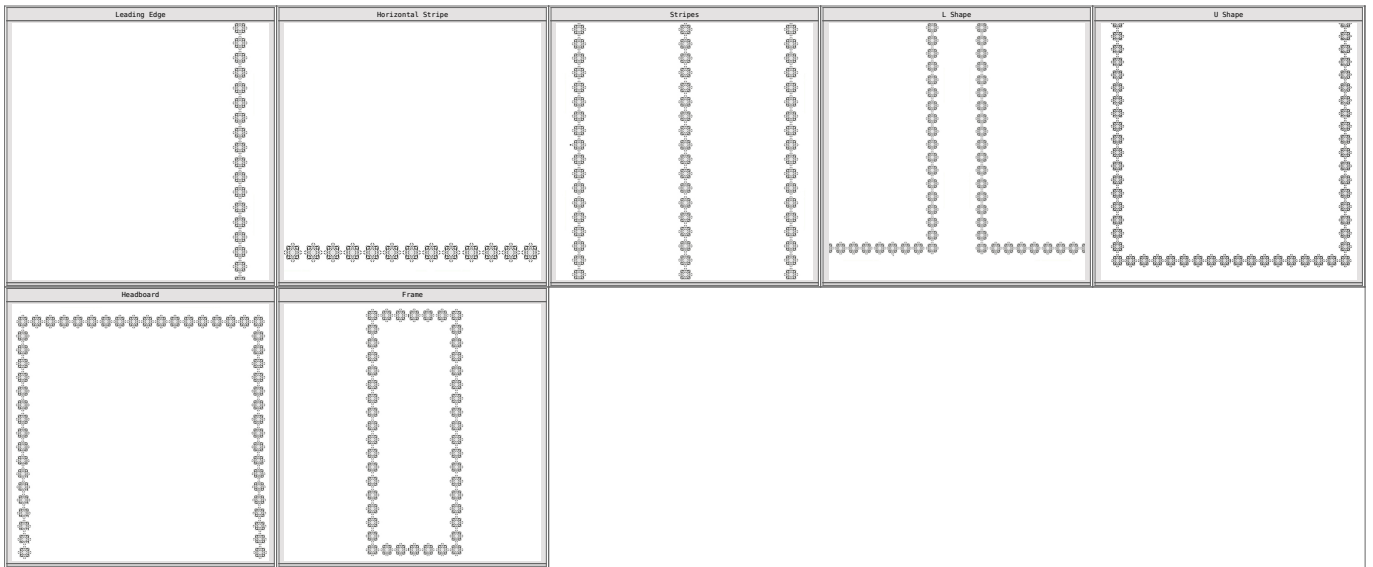 Leading Edge
Horizontal Stripe
Stripes
L Shape
U Shape
Headboard
Frame